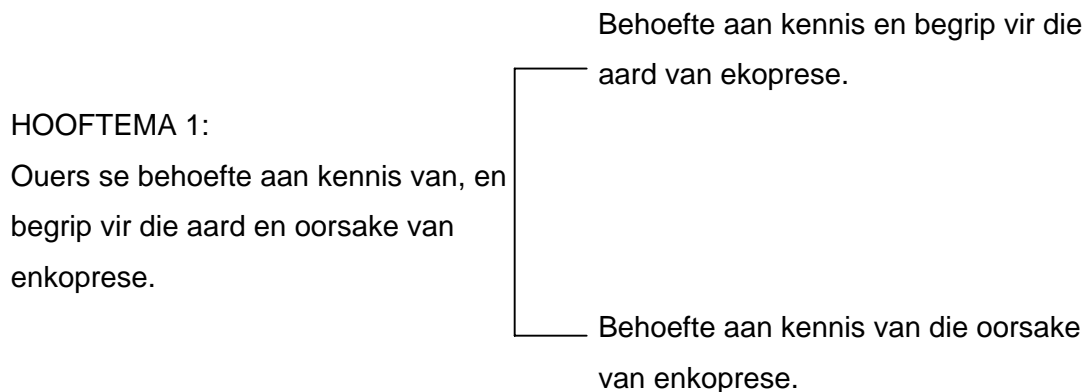 HOOFTEMA 1:
Ouers se behoefte aan kennis van, en
begrip vir die aard en oorsake van
enkoprese.
Behoefte aan kennis en begrip vir die
aard van ekoprese.
Behoefte aan kennis van die oorsake
van enkoprese.